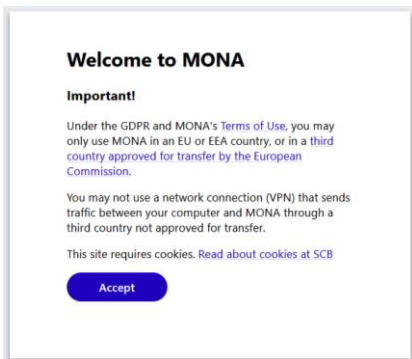 Welcome to MONA
Important!
Under the GDPR and MONA's Terms of Use, you may
only use MONA in an EU or EEA country, or in a third
country approved for transfer by the European
Commission.
You may not use a network connection (VPN) that sends
traffic between your computer and MONA through a
third country not approved for transfer.
This site requires cookies. Read about cookies at SCB
Accept